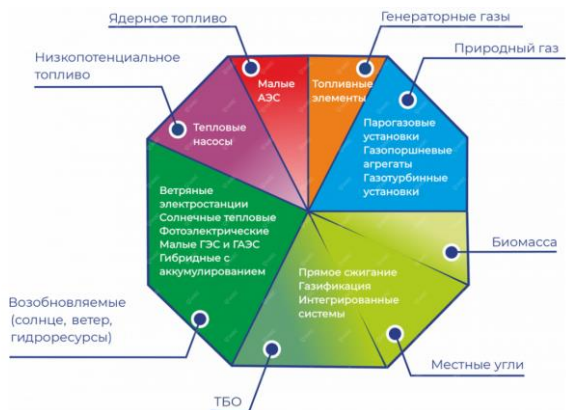 Ядерное топливо
Генераторные газы
Природный газ
Низкопотенциальное
топливо
Малые
АЭС
Топливные
элементы
Тепловые
насосы
Парогазовые
установки
Газопоршневые
агрегаты
Газотурбинные
установки
Ветряные
электростанции
Солнечные тепловые
Фотоэлектрические
Малые ГЭС и ГАЭС
Гибридные с
аккумулированием
Биомасса
Прямое сжигание
Газификация
Интегрированные
системы
Возобновляемые
(солнце, ветер,
гидроресурсы)
Местные угли
ТБО